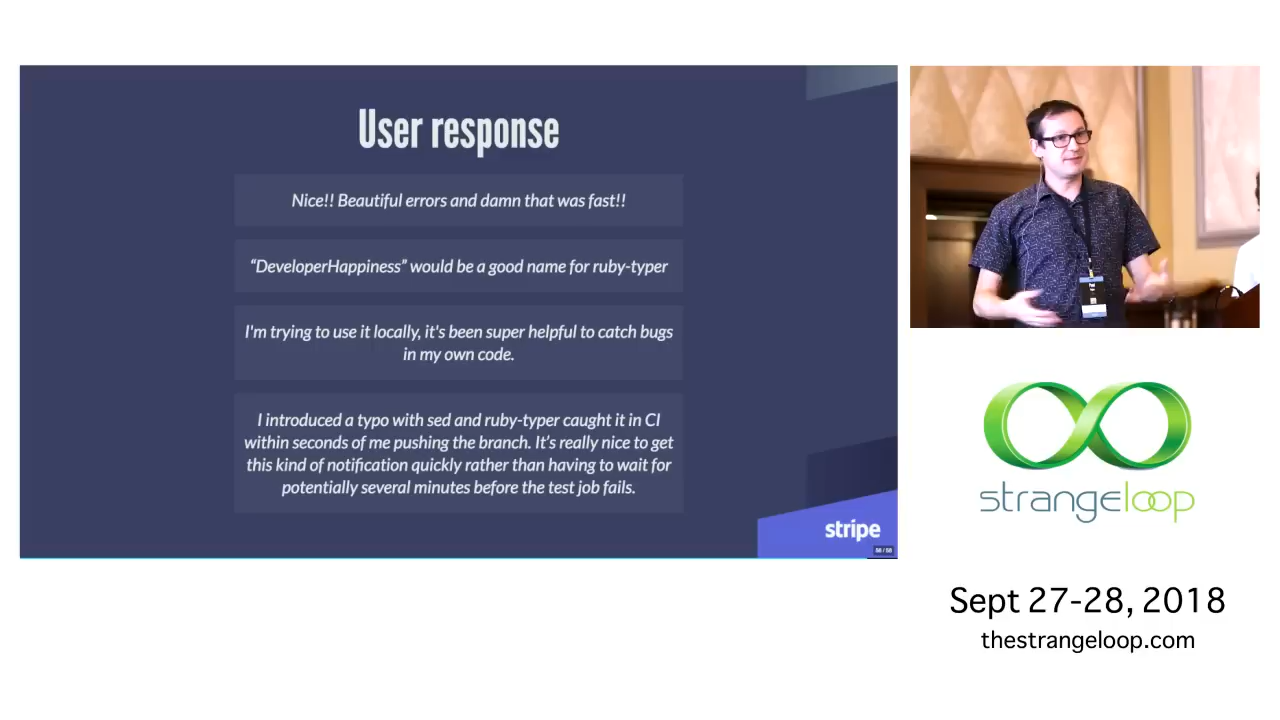 User response
Nice!! Beautiful errors and damn that was fast!!
“DeveloperHappiness” would be a good name for ruby-typer
I'm trying to use it locally, it's been super helpful to catch bugs
in my own code.
I introduced a typo with sed and ruby-typer caught it in CI
within seconds of me pushing the branch. It's really nice to get
this kind of notification quickly rather than having to wait for
potentially several minutes before the test job fails.
stripe
strangeloop
Sept 27-28, 2018
thestrangeloop.com